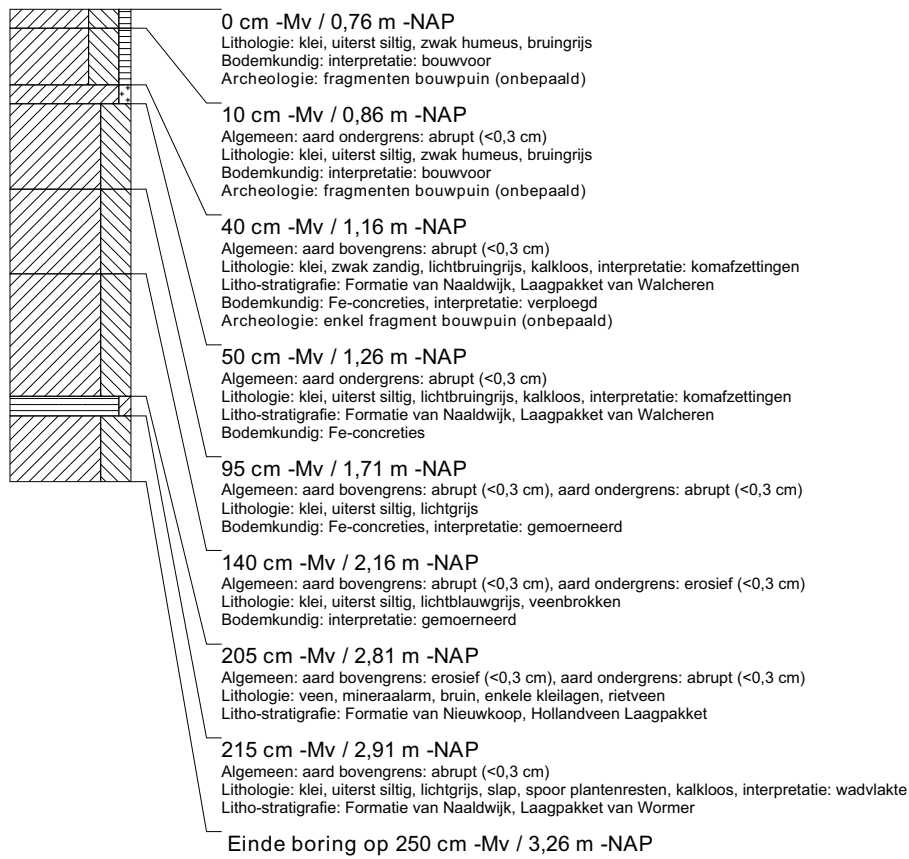 0 cm -Mv / 0,76 m -NAP
Lithologie: klei, uiterst siltig, zwak humeus, bruingrijs
Bodemkundig: interpretatie: bouwvoor
Archeologie: fragmenten bouwpuin (onbepaald)
10 cm -Mv / 0,86 m -NAP
Algemeen: aard ondergrens: abrupt (<0,3 cm)
Lithologie: klei, uiterst siltig, zwak humeus, bruingrijs
Bodemkundig: interpretatie: bouwvoor
Archeologie: fragmenten bouwpuin (onbepaald)
40 cm -Mv / 1,16 m -NAP
Algemeen: aard bovengrens: abrupt (<0,3 cm)
Lithologie: klei, zwak zandig, lichtbruingrijs, kalkloos, interpretatie: komafzettingen
Litho-stratigrafie: Formatie van Naaldwijk, Laagpakket van Walcheren
Bodemkundig: Fe-concreties, interpretatie: verploegd
Archeologie: enkel fragment bouwpuin (onbepaald)
50 cm -Mv / 1,26 m -NAP
Algemeen: aard ondergrens: abrupt (<0,3 cm)
Lithologie: klei, uiterst siltig, lichtbruingrijs, kalkloos, interpretatie: komafzettingen
Litho-stratigrafie: Formatie van Naaldwijk, Laagpakket van Walcheren
Bodemkundig: Fe-concreties
95 cm -Mv / 1,71 m -NAP
Algemeen: aard bovengrens: abrupt (<0,3 cm), aard ondergrens: abrupt (<0,3 cm)
Lithologie: klei, uiterst siltig, lichtgrijs
Bodemkundig: Fe-concreties, interpretatie: gemoerneerd
140 cm -Mv / 2,16 m -NAP
Algemeen: aard bovengrens: abrupt (<0,3 cm), aard ondergrens: erosief (<0,3 cm)
Lithologie: klei, uiterst siltig, lichtblauwgrijs, veenbrokken
Bodemkundig: interpretatie: gemoerneerd
205 cm -Mv / 2,81 m -NAP
Algemeen: aard bovengrens: erosief (<0,3 cm), aard ondergrens: abrupt (<0,3 cm)
Lithologie: veen, mineraalarm, bruin, enkele kleilagen, rietveen
Litho-stratigrafie: Formatie van Nieuwkoop, Hollandveen Laagpakket
215 cm -Mv / 2,91 m -NAP
Algemeen: aard bovengrens: abrupt (<0,3 cm)
Lithologie: klei, uiterst siltig, lichtgrijs, slap, spoor plantenresten, kalkloos, interpretatie: wadvlakte
Litho-stratigrafie: Formatie van Naaldwijk, Laagpakket van Wormer
Einde boring op 250 cm -Mv / 3,26 m -NAP